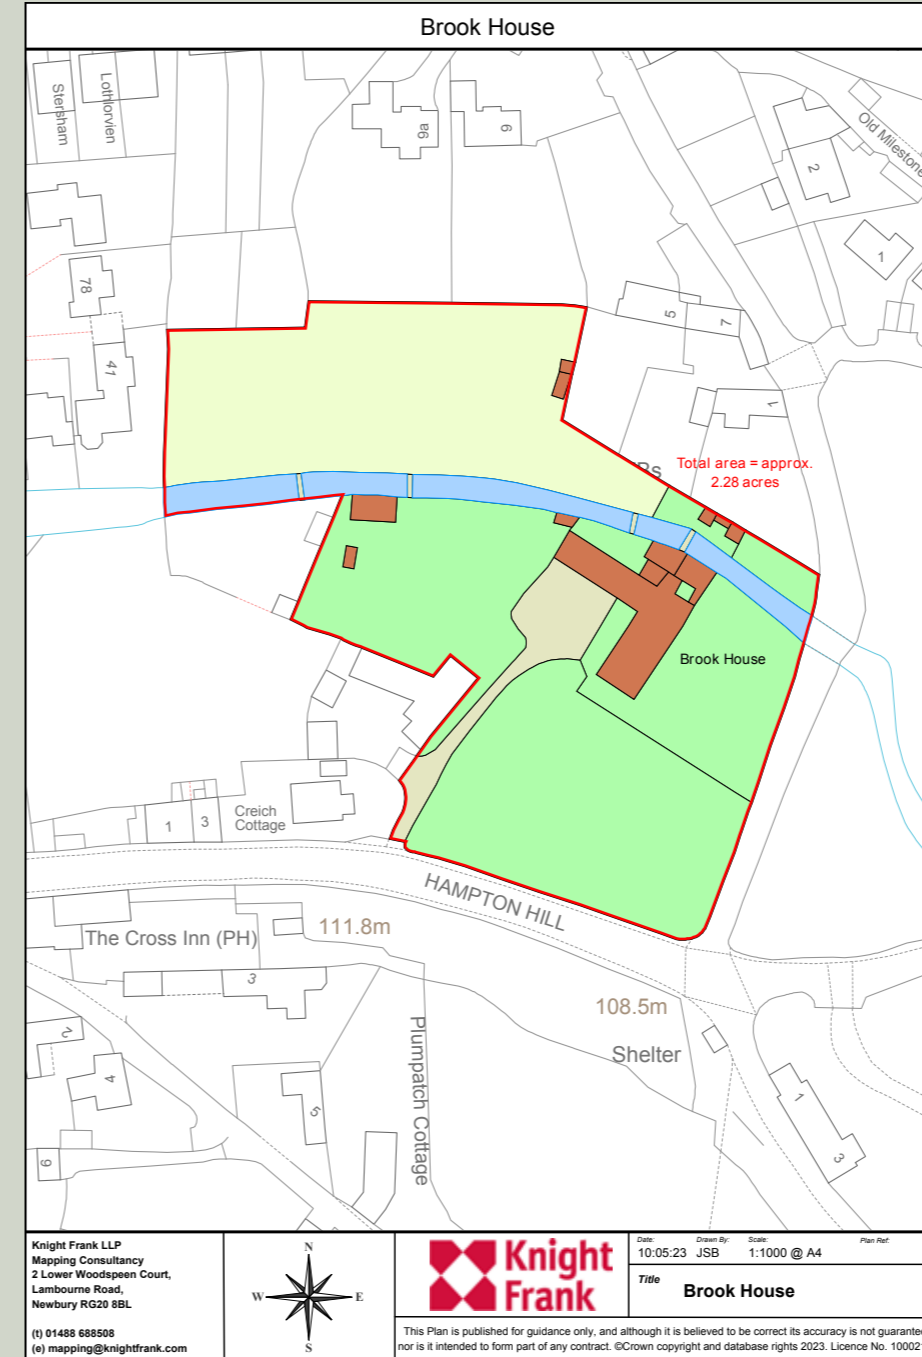 Brook House
Stersham
Lothlorvien
9a
9
Old Milestone
2
1
78
41
5
7
1
Total area = approx.
2.28 acres
Brook House
Creich
Cottage
1
3
HAMPTON HILL
The Cross Inn (PH)
111.8m
3
108.5m
Shelter
Plumpatch Cottage
2
4
5
6
1
3
Knight Frank LLP
Mapping Consultancy
2 Lower Woodspeen Court,
Lambourne Road,
Newbury RG20 8BL
(t) 01488 688508
(e) mapping@knightfrank.com
N
W
E
S
Knight
Frank
Date:
Drawn By:
Scale:
Plan Ref:
10:05:23
JSB
1:1000 @ A4
Title
Brook House
This Plan is published for guidance only, and although it is believed to be correct its accuracy is not guarantee
nor is it intended to form part of any contract. ©Crown copyright and database rights 2023. Licence No. 10002